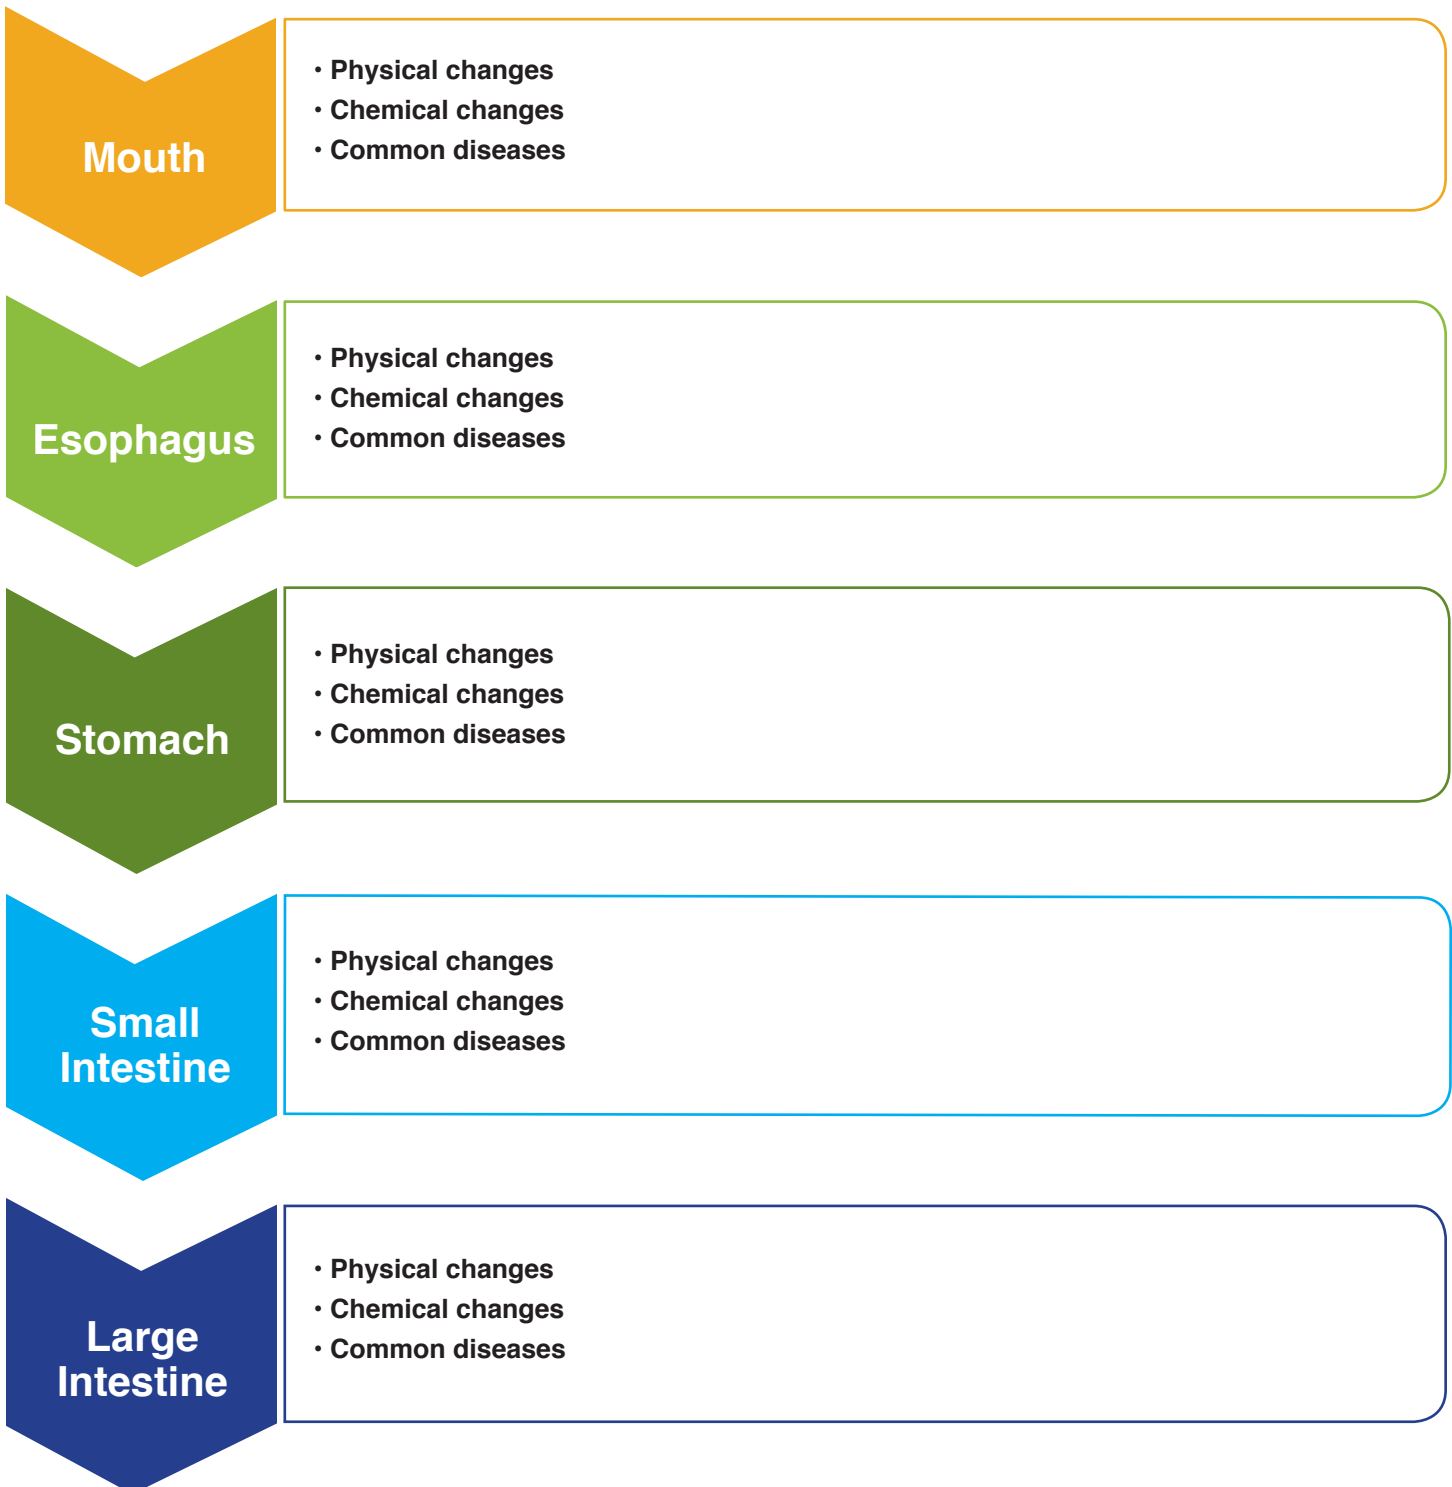 Mouth
• Physical changes
• Chemical changes
• Common diseases
Esophagus
• Physical changes
• Chemical changes
• Common diseases
Stomach
• Physical changes
• Chemical changes
• Common diseases
Small
Intestine
• Physical changes
• Chemical changes
• Common diseases
Large
Intestine
• Physical changes
• Chemical changes
• Common diseases